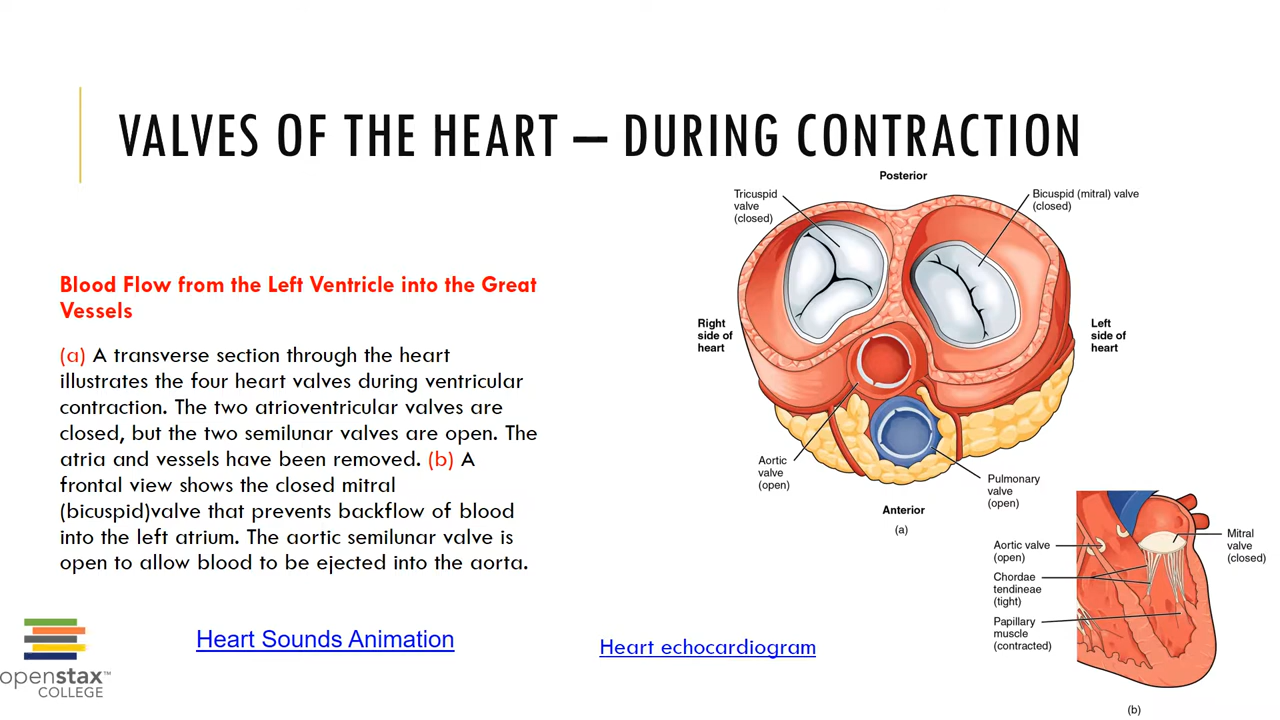 VALVES OF THE HEART – DURING CONTRACTION
Blood Flow from the Left Ventricle into the Great
Vessels
(a) A transverse section through the heart
illustrates the four heart valves during ventricular
contraction. The two atrioventricular valves are
closed, but the two semilunar valves are open. The
atria and vessels have been removed. (b) A
frontal view shows the closed mitral
(bicuspid)valve that prevents backflow of blood
into the left atrium. The aortic semilunar valve is
open to allow blood to be ejected into the aorta.
Heart Sounds Animation
Heart echocardiogram
openstax™
COLLEGE
Posterior
Tricuspid
valve
(closed)
Bicuspid (mitral) valve
(closed)
Right
side of
heart
Left
side of
heart
Aortic
valve
(open)
Pulmonary
valve
(open)
Anterior
(a)
Aortic valve
(open)
Chordae
tendineae
(tight)
Papillary
muscle
(contracted)
Mitral
valve
(closed)
(b)